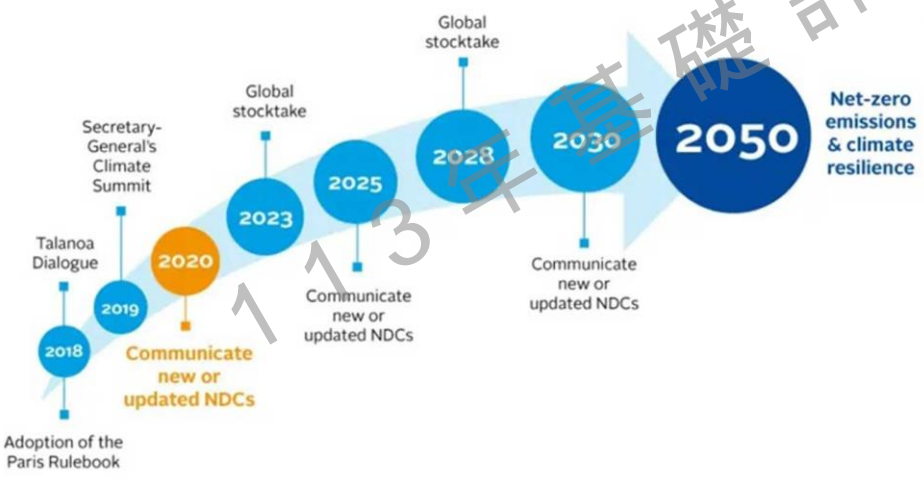 Global
stocktake
Global
stocktake
Secretary-
General's
Climate
Summit
Talanoa
Dialogue
2018
2019
2020
2023
2025
2028
2030
2050
Net-zero
emissions
& climate
resilience
Adoption of the
Paris Rulebook
Communicate
new or
updated NDCs
Communicate
new or
updated NDCs
Communicate
new or
updated NDCs
113年基礎